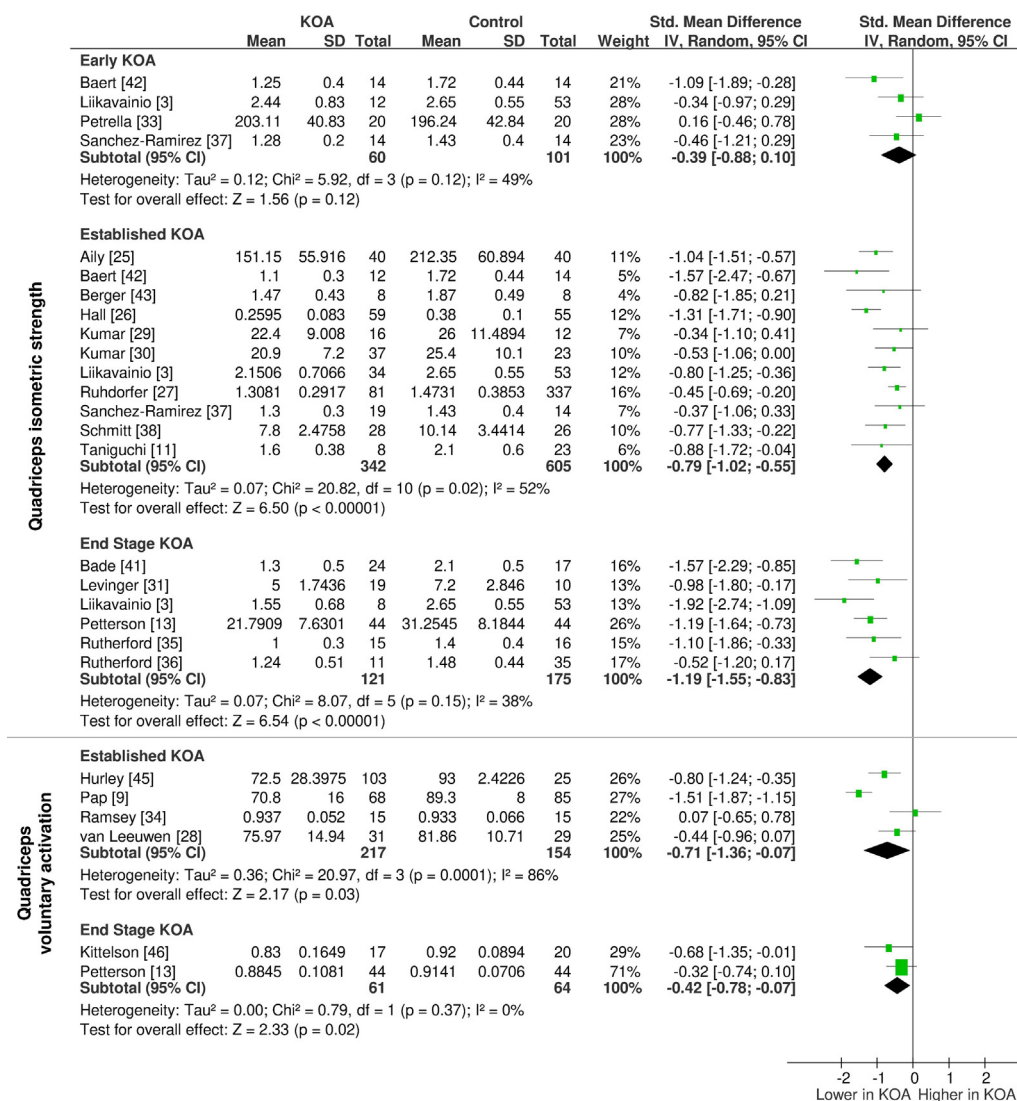 KOA Control Std. Mean Difference Std. Mean Difference
Mean SD Total Mean SD Total Weight IV, Random, 95% CI IV, Random, 95% CI
Quadriceps isometric strength
Early KOA
Baert [42] 1.25 0.4 14 1.72 0.44 14 21% -1.09 [-1.89; -0.28]
Liikavainio [3] 2.44 0.83 12 2.65 0.55 53 28% -0.34 [-0.97; 0.29]
Petrella [33] 203.11 40.83 20 196.24 42.84 20 28% 0.16 [-0.46; 0.78]
Sanchez-Ramirez [37] 1.28 0.2 14 1.43 0.4 14 23% -0.46 [-1.21; 0.29]
Subtotal (95% CI) 60 101 100% -0.39 [-0.88; 0.10]
Heterogeneity: Tau² = 0.12; Chi² = 5.92, df = 3 (p = 0.12); I² = 49%
Test for overall effect: Z = 1.56 (p = 0.12)
Established KOA
Aily [25] 151.15 55.916 40 212.35 60.894 40 11% -1.04 [-1.51; -0.57]
Baert [42] 1.1 0.3 12 1.72 0.44 14 5% -1.57 [-2.47; -0.67]
Berger [43] 1.47 0.43 8 1.87 0.49 8 4% -0.82 [-1.85; 0.21]
Hall [26] 0.2595 0.083 59 0.38 0.1 55 12% -1.31 [-1.71; -0.90]
Kumar [29] 22.4 9.008 16 26 11.4894 12 7% -0.34 [-1.10; 0.41]
Kumar [30] 20.9 7.2 37 25.4 10.1 23 10% -0.53 [-1.06; 0.00]
Liikavainio [3] 2.1506 0.7066 34 2.65 0.55 53 12% -0.80 [-1.25; -0.36]
Ruhdorfer [27] 1.3081 0.2917 81 1.4731 0.3853 337 16% -0.45 [-0.69; -0.20]
Sanchez-Ramirez [37] 1.3 0.3 19 1.43 0.4 14 7% -0.37 [-1.06; 0.33]
Schmitt [38] 7.8 2.4758 28 10.14 3.4414 26 10% -0.77 [-1.33; -0.22]
Taniguchi [11] 1.6 0.38 8 2.1 0.6 23 6% -0.88 [-1.72; -0.04]
Subtotal (95% CI) 342 605 100% -0.79 [-1.02; -0.55]
Heterogeneity: Tau² = 0.07; Chi² = 20.82, df = 10 (p = 0.02); I² = 52%
Test for overall effect: Z = 6.50 (p < 0.00001)
End Stage KOA
Bade [41] 1.3 0.5 24 2.1 0.5 17 16% -1.57 [-2.29; -0.85]
Levinger [31] 5 1.7436 19 7.2 2.846 10 13% -0.98 [-1.80; -0.17]
Liikavainio [3] 1.55 0.68 8 2.65 0.55 53 13% -1.92 [-2.74; -1.09]
Petterson [13] 21.7909 7.6301 44 31.2545 8.1844 44 26% -1.19 [-1.64; -0.73]
Rutherford [35] 1 0.3 15 1.4 0.4 16 15% -1.10 [-1.86; -0.33]
Rutherford [36] 1.24 0.51 11 1.48 0.44 35 17% -0.52 [-1.20; 0.17]
Subtotal (95% CI) 121 175 100% -1.19 [-1.55; -0.83]
Heterogeneity: Tau² = 0.07; Chi² = 8.07, df = 5 (p = 0.15); I² = 38%
Test for overall effect: Z = 6.54 (p < 0.00001)
Quadriceps
voluntary activation
Established KOA
Hurley [45] 72.5 28.3975 103 93 2.4226 25 26% -0.80 [-1.24; -0.35]
Pap [9] 70.8 16 68 89.3 8 85 27% -1.51 [-1.87; -1.15]
Ramsey [34] 0.937 0.052 15 0.933 0.066 15 22% 0.07 [-0.65; 0.78]
van Leeuwen [28] 75.97 14.94 31 81.86 10.71 29 25% -0.44 [-0.96; 0.07]
Subtotal (95% CI) 217 154 100% -0.71 [-1.36; -0.07]
Heterogeneity: Tau² = 0.36; Chi² = 20.97, df = 3 (p = 0.0001); I² = 86%
Test for overall effect: Z = 2.17 (p = 0.03)
End Stage KOA
Kittelson [46] 0.83 0.1649 17 0.92 0.0894 20 29% -0.68 [-1.35; -0.01]
Petterson [13] 0.8845 0.1081 44 0.9141 0.0706 44 71% -0.32 [-0.74; 0.10]
Subtotal (95% CI) 61 64 100% -0.42 [-0.78; -0.07]
Heterogeneity: Tau² = 0.00; Chi² = 0.79, df = 1 (p = 0.37); I² = 0%
Test for overall effect: Z = 2.33 (p = 0.02)
-2 -1 0 1 2
Lower in KOA Higher in KOA